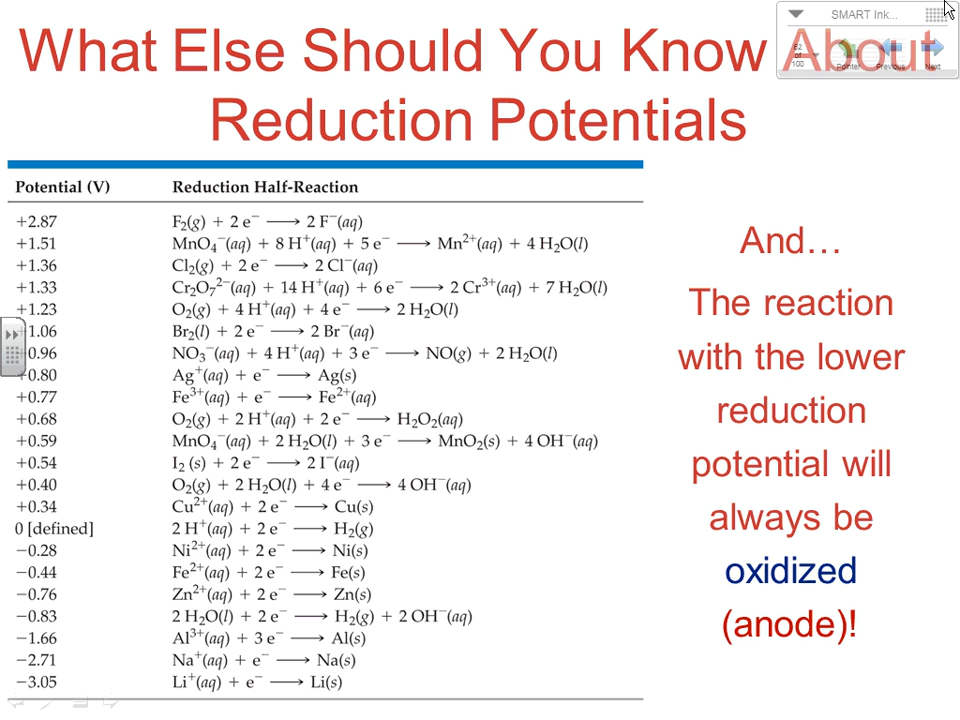 SMART Ink...
What Else Should You Know About
62
of
100
Pointer
Previous
Next
Reduction Potentials
Potential (V) Reduction Half-Reaction
+2.87 F₂(g) + 2 e⁻ ⟶ 2 F⁻(aq)
+1.51 MnO₄⁻(aq) + 8 H⁺(aq) + 5 e⁻ ⟶ Mn²⁺(aq) + 4 H₂O(l)
+1.36 Cl₂(g) + 2 e⁻ ⟶ 2 Cl⁻(aq)
+1.33 Cr₂O₇²⁻(aq) + 14 H⁺(aq) + 6 e⁻ ⟶ 2 Cr³⁺(aq) + 7 H₂O(l)
+1.23 O₂(g) + 4 H⁺(aq) + 4 e⁻ ⟶ 2 H₂O(l)
1.06 Br₂(l) + 2 e⁻ ⟶ 2 Br⁻(aq)
0.96 NO₃⁻(aq) + 4 H⁺(aq) + 3 e⁻ ⟶ NO(g) + 2 H₂O(l)
+0.80 Ag⁺(aq) + e⁻ ⟶ Ag(s)
+0.77 Fe³⁺(aq) + e⁻ ⟶ Fe²⁺(aq)
+0.68 O₂(g) + 2 H⁺(aq) + 2 e⁻ ⟶ H₂O₂(aq)
+0.59 MnO₄⁻(aq) + 2 H₂O(l) + 3 e⁻ ⟶ MnO₂(s) + 4 OH⁻(aq)
+0.54 I₂ (s) + 2 e⁻ ⟶ 2 I⁻(aq)
+0.40 O₂(g) + 2 H₂O(l) + 4 e⁻ ⟶ 4 OH⁻(aq)
+0.34 Cu²⁺(aq) + 2 e⁻ ⟶ Cu(s)
0 [defined] 2 H⁺(aq) + 2 e⁻ ⟶ H₂(g)
−0.28 Ni²⁺(aq) + 2 e⁻ ⟶ Ni(s)
−0.44 Fe²⁺(aq) + 2 e⁻ ⟶ Fe(s)
−0.76 Zn²⁺(aq) + 2 e⁻ ⟶ Zn(s)
−0.83 2 H₂O(l) + 2 e⁻ ⟶ H₂(g) + 2 OH⁻(aq)
−1.66 Al³⁺(aq) + 3 e⁻ ⟶ Al(s)
−2.71 Na⁺(aq) + e⁻ ⟶ Na(s)
−3.05 Li⁺(aq) + e⁻ ⟶ Li(s)
And…
The reaction
with the lower
reduction
potential will
always be
oxidized
(anode)!